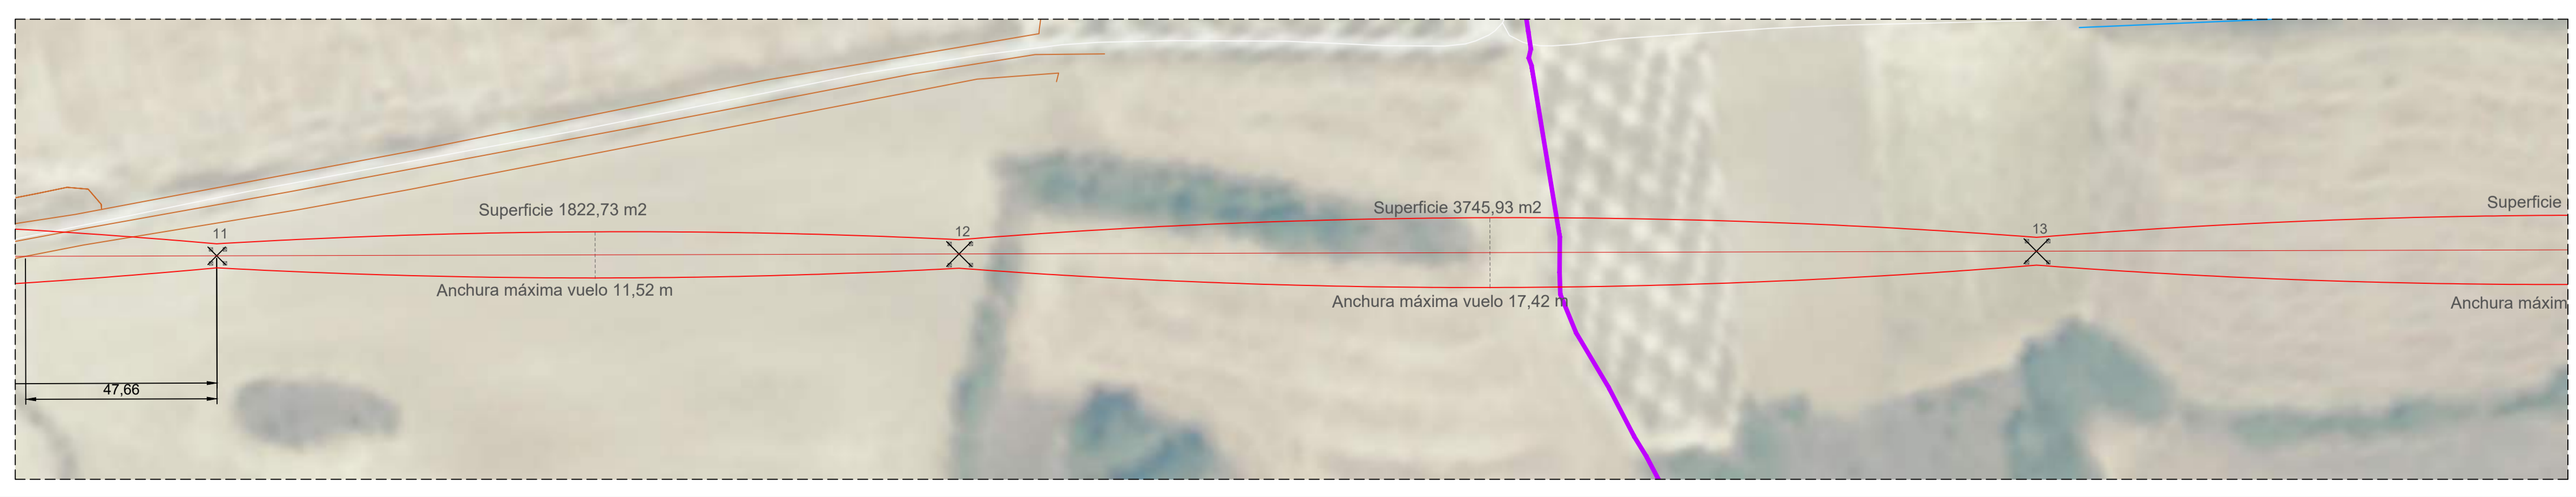 Superficie 1822,73 m2
Superficie 3745,93 m2
Superficie
11
12
13
Anchura máxima vuelo 11,52 m
Anchura máxima vuelo 17,42 m
Anchura máxim
47,66